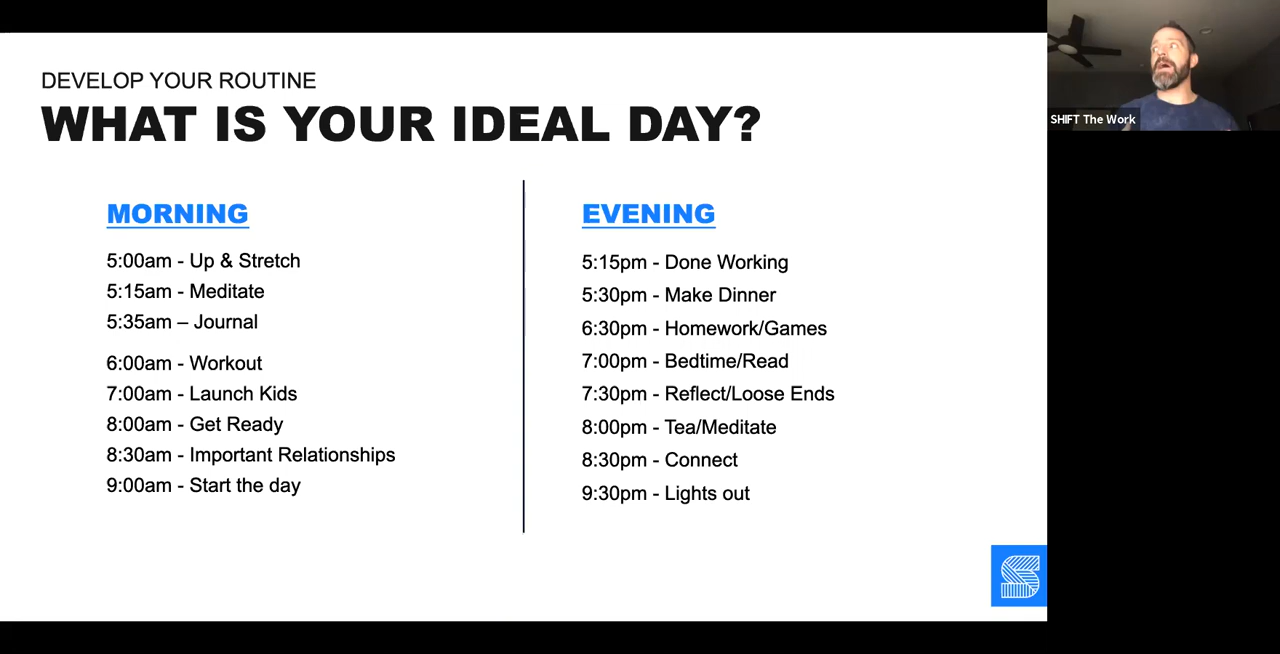 DEVELOP YOUR ROUTINE
WHAT IS YOUR IDEAL DAY?
MORNING
5:00am - Up & Stretch
5:15am - Meditate
5:35am – Journal
6:00am - Workout
7:00am - Launch Kids
8:00am - Get Ready
8:30am - Important Relationships
9:00am - Start the day
EVENING
5:15pm - Done Working
5:30pm - Make Dinner
6:30pm - Homework/Games
7:00pm - Bedtime/Read
7:30pm - Reflect/Loose Ends
8:00pm - Tea/Meditate
8:30pm - Connect
9:30pm - Lights out
S
SHIFT The Work